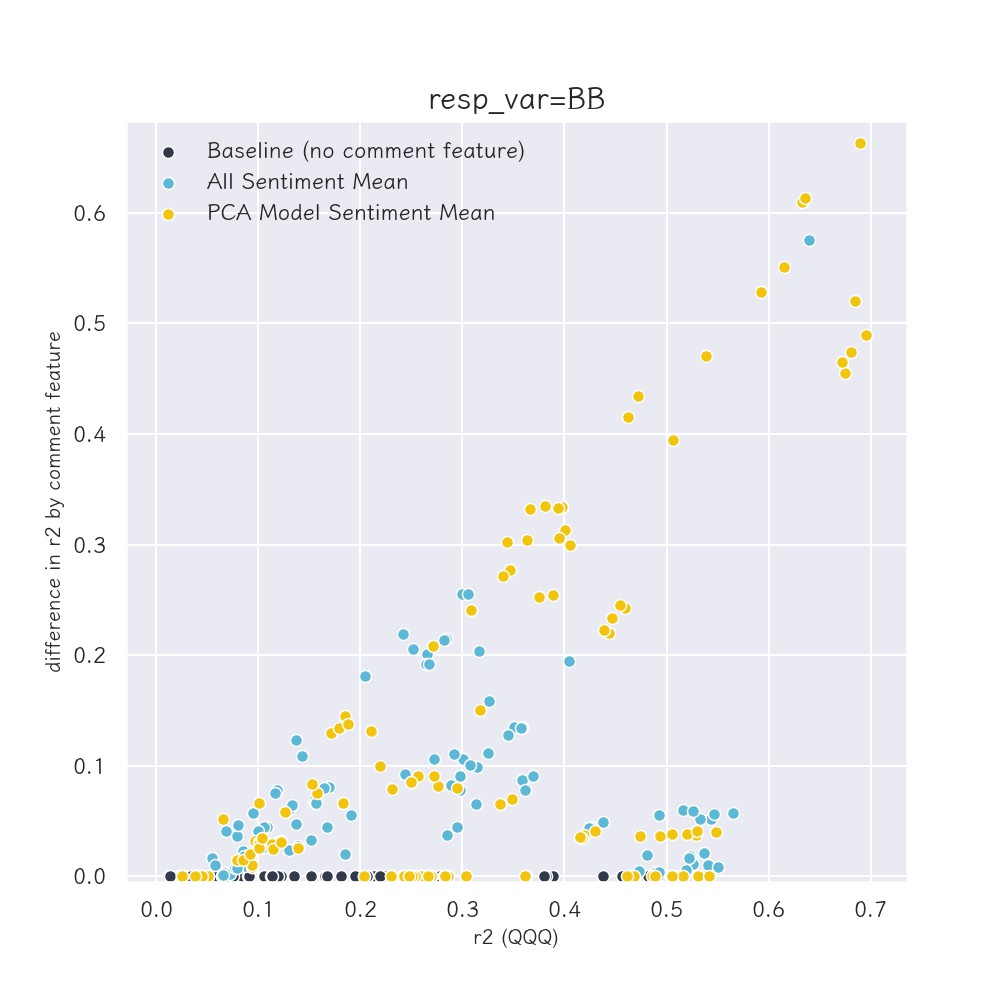 resp_var=BB
Baseline (no comment feature)
All Sentiment Mean
PCA Model Sentiment Mean
difference in r2 by comment feature
0.6
0.5
0.4
0.3
0.2
0.1
0.0
0.0 0.1 0.2 0.3 0.4 0.5 0.6 0.7
r2 (QQQ)